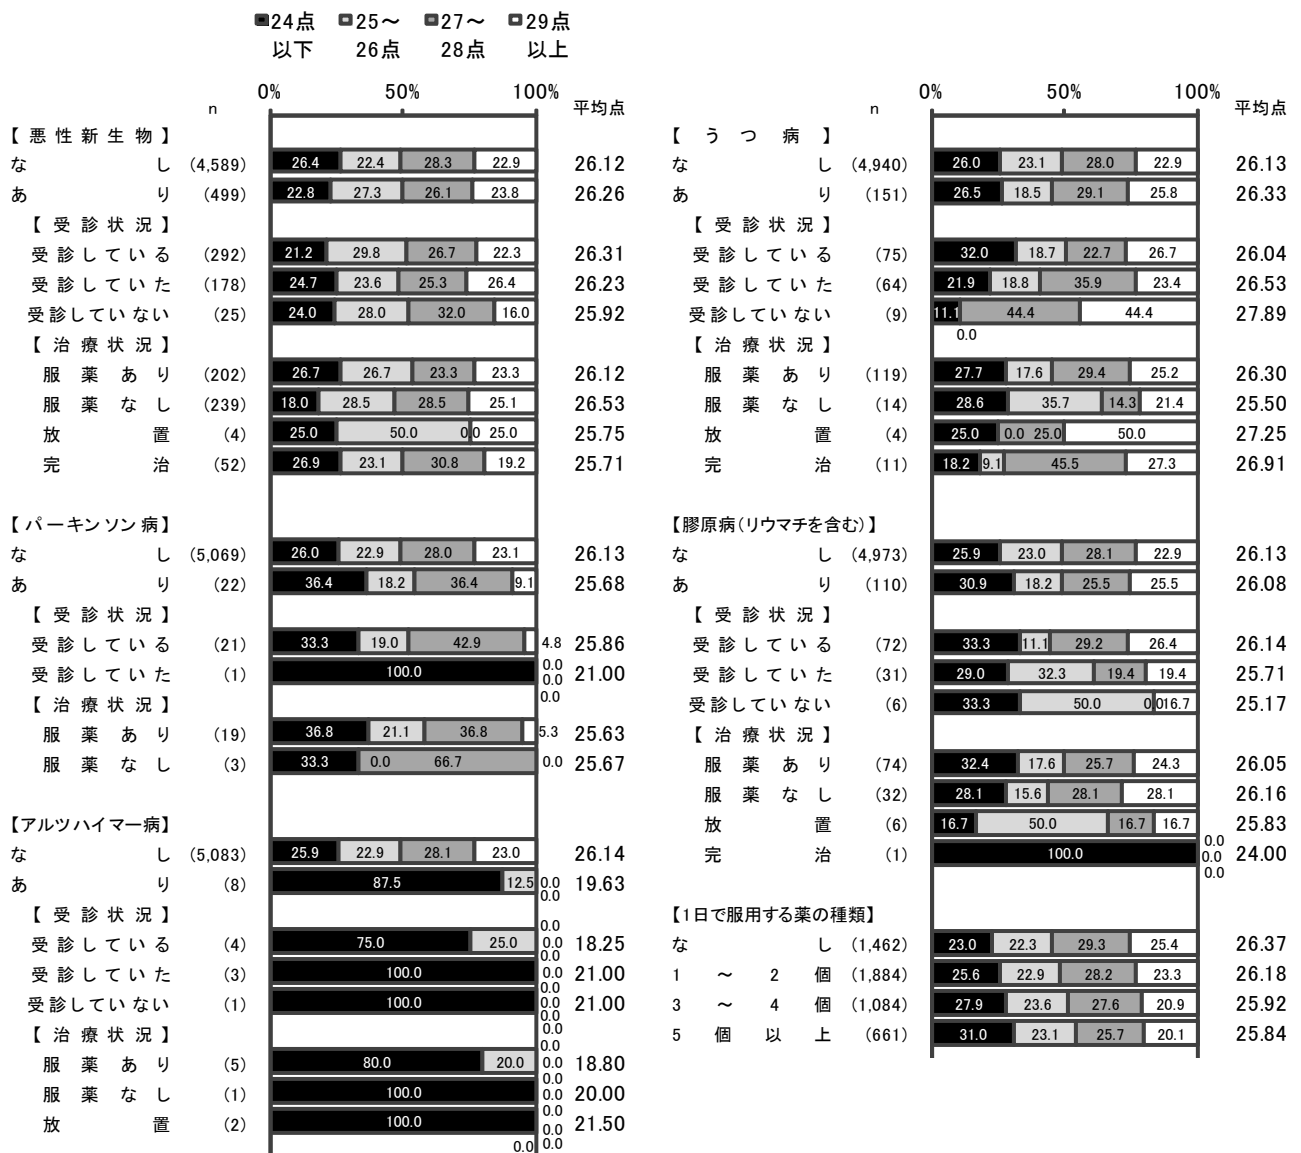 ■24点以下 □25～26点 ■27～28点 □29点以上
n 0% 50% 100% 平均点
【悪性新生物】
なし (4,589) 26.4 22.4 28.3 22.9 26.12
あり (499) 22.8 27.3 26.1 23.8 26.26
【受診状況】
受診している (292) 21.2 29.8 26.7 22.3 26.31
受診していた (178) 24.7 23.6 25.3 26.4 26.23
受診していない (25) 24.0 28.0 32.0 16.0 25.92
【治療状況】
服薬あり (202) 26.7 26.7 23.3 23.3 26.12
服薬なし (239) 18.0 28.5 28.5 25.1 26.53
放置 (4) 25.0 50.0 0.0 25.0 25.75
完治 (52) 26.9 23.1 30.8 19.2 25.71
【パーキンソン病】
なし (5,069) 26.0 22.9 28.0 23.1 26.13
あり (22) 36.4 18.2 36.4 9.1 25.68
【受診状況】
受診している (21) 33.3 19.0 42.9 4.8 25.86
受診していた (1) 100.0 0.0 0.0 0.0 21.00
【治療状況】
服薬あり (19) 36.8 21.1 36.8 5.3 25.63
服薬なし (3) 33.3 0.0 66.7 0.0 25.67
【アルツハイマー病】
なし (5,083) 25.9 22.9 28.1 23.0 26.14
あり (8) 87.5 12.5 0.0 0.0 19.63
【受診状況】
受診している (4) 75.0 25.0 0.0 0.0 18.25
受診していた (3) 100.0 0.0 0.0 0.0 21.00
受診していない (1) 100.0 0.0 0.0 0.0 21.00
【治療状況】
服薬あり (5) 80.0 20.0 0.0 0.0 18.80
服薬なし (1) 100.0 0.0 0.0 0.0 20.00
放置 (2) 100.0 0.0 0.0 0.0 21.50
n 0% 50% 100% 平均点
【うつ病】
なし (4,940) 26.0 23.1 28.0 22.9 26.13
あり (151) 26.5 18.5 29.1 25.8 26.33
【受診状況】
受診している (75) 32.0 18.7 22.7 26.7 26.04
受診していた (64) 21.9 18.8 35.9 23.4 26.53
受診していない (9) 11.1 0.0 44.4 44.4 27.89
【治療状況】
服薬あり (119) 27.7 17.6 29.4 25.2 26.30
服薬なし (14) 28.6 35.7 14.3 21.4 25.50
放置 (4) 25.0 0.0 25.0 50.0 27.25
完治 (11) 18.2 9.1 45.5 27.3 26.91
【膠原病(リウマチを含む)】
なし (4,973) 25.9 23.0 28.1 22.9 26.13
あり (110) 30.9 18.2 25.5 25.5 26.08
【受診状況】
受診している (72) 33.3 11.1 29.2 26.4 26.14
受診していた (31) 29.0 32.3 19.4 19.4 25.71
受診していない (6) 33.3 50.0 0.0 16.7 25.17
【治療状況】
服薬あり (74) 32.4 17.6 25.7 24.3 26.05
服薬なし (32) 28.1 15.6 28.1 28.1 26.16
放置 (6) 16.7 50.0 16.7 16.7 25.83
完治 (1) 100.0 0.0 0.0 0.0 24.00
【1日で服用する薬の種類】
なし (1,462) 23.0 22.3 29.3 25.4 26.37
1～2個 (1,884) 25.6 22.9 28.2 23.3 26.18
3～4個 (1,084) 27.9 23.6 27.6 20.9 25.92
5個以上 (661) 31.0 23.1 25.7 20.1 25.84